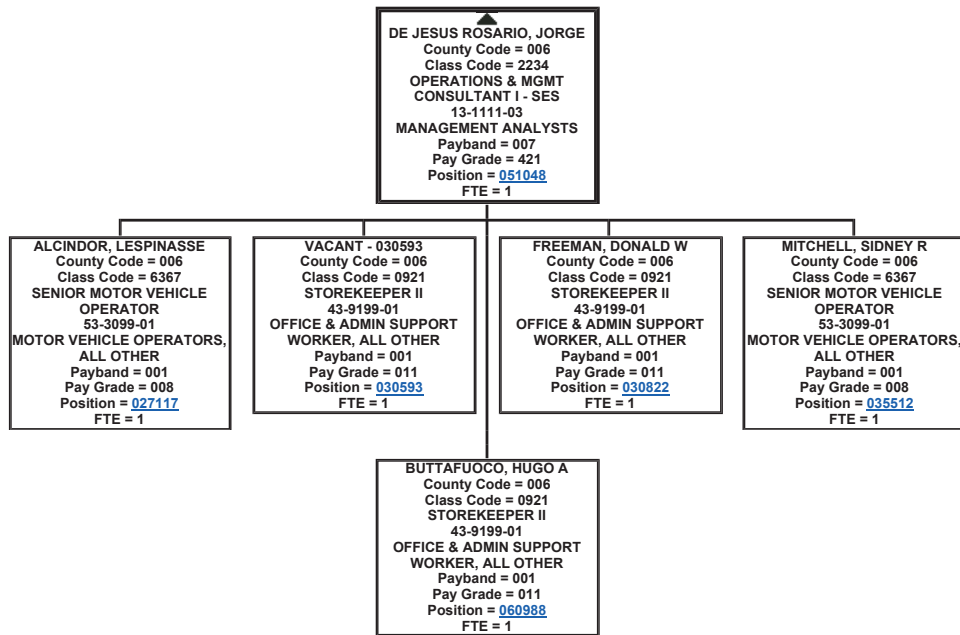 DE JESUS ROSARIO, JORGE
County Code = 006
Class Code = 2234
OPERATIONS & MGMT
CONSULTANT I - SES
13-1111-03
MANAGEMENT ANALYSTS
Payband = 007
Pay Grade = 421
Position = 051048
FTE = 1
ALCINDOR, LESPINASSE
County Code = 006
Class Code = 6367
SENIOR MOTOR VEHICLE
OPERATOR
53-3099-01
MOTOR VEHICLE OPERATORS,
ALL OTHER
Payband = 001
Pay Grade = 008
Position = 027117
FTE = 1
VACANT - 030593
County Code = 006
Class Code = 0921
STOREKEEPER II
43-9199-01
OFFICE & ADMIN SUPPORT
WORKER, ALL OTHER
Payband = 001
Pay Grade = 011
Position = 030593
FTE = 1
FREEMAN, DONALD W
County Code = 006
Class Code = 0921
STOREKEEPER II
43-9199-01
OFFICE & ADMIN SUPPORT
WORKER, ALL OTHER
Payband = 001
Pay Grade = 011
Position = 030822
FTE = 1
MITCHELL, SIDNEY R
County Code = 006
Class Code = 6367
SENIOR MOTOR VEHICLE
OPERATOR
53-3099-01
MOTOR VEHICLE OPERATORS,
ALL OTHER
Payband = 001
Pay Grade = 008
Position = 035512
FTE = 1
BUTTAFUOCO, HUGO A
County Code = 006
Class Code = 0921
STOREKEEPER II
43-9199-01
OFFICE & ADMIN SUPPORT
WORKER, ALL OTHER
Payband = 001
Pay Grade = 011
Position = 060988
FTE = 1